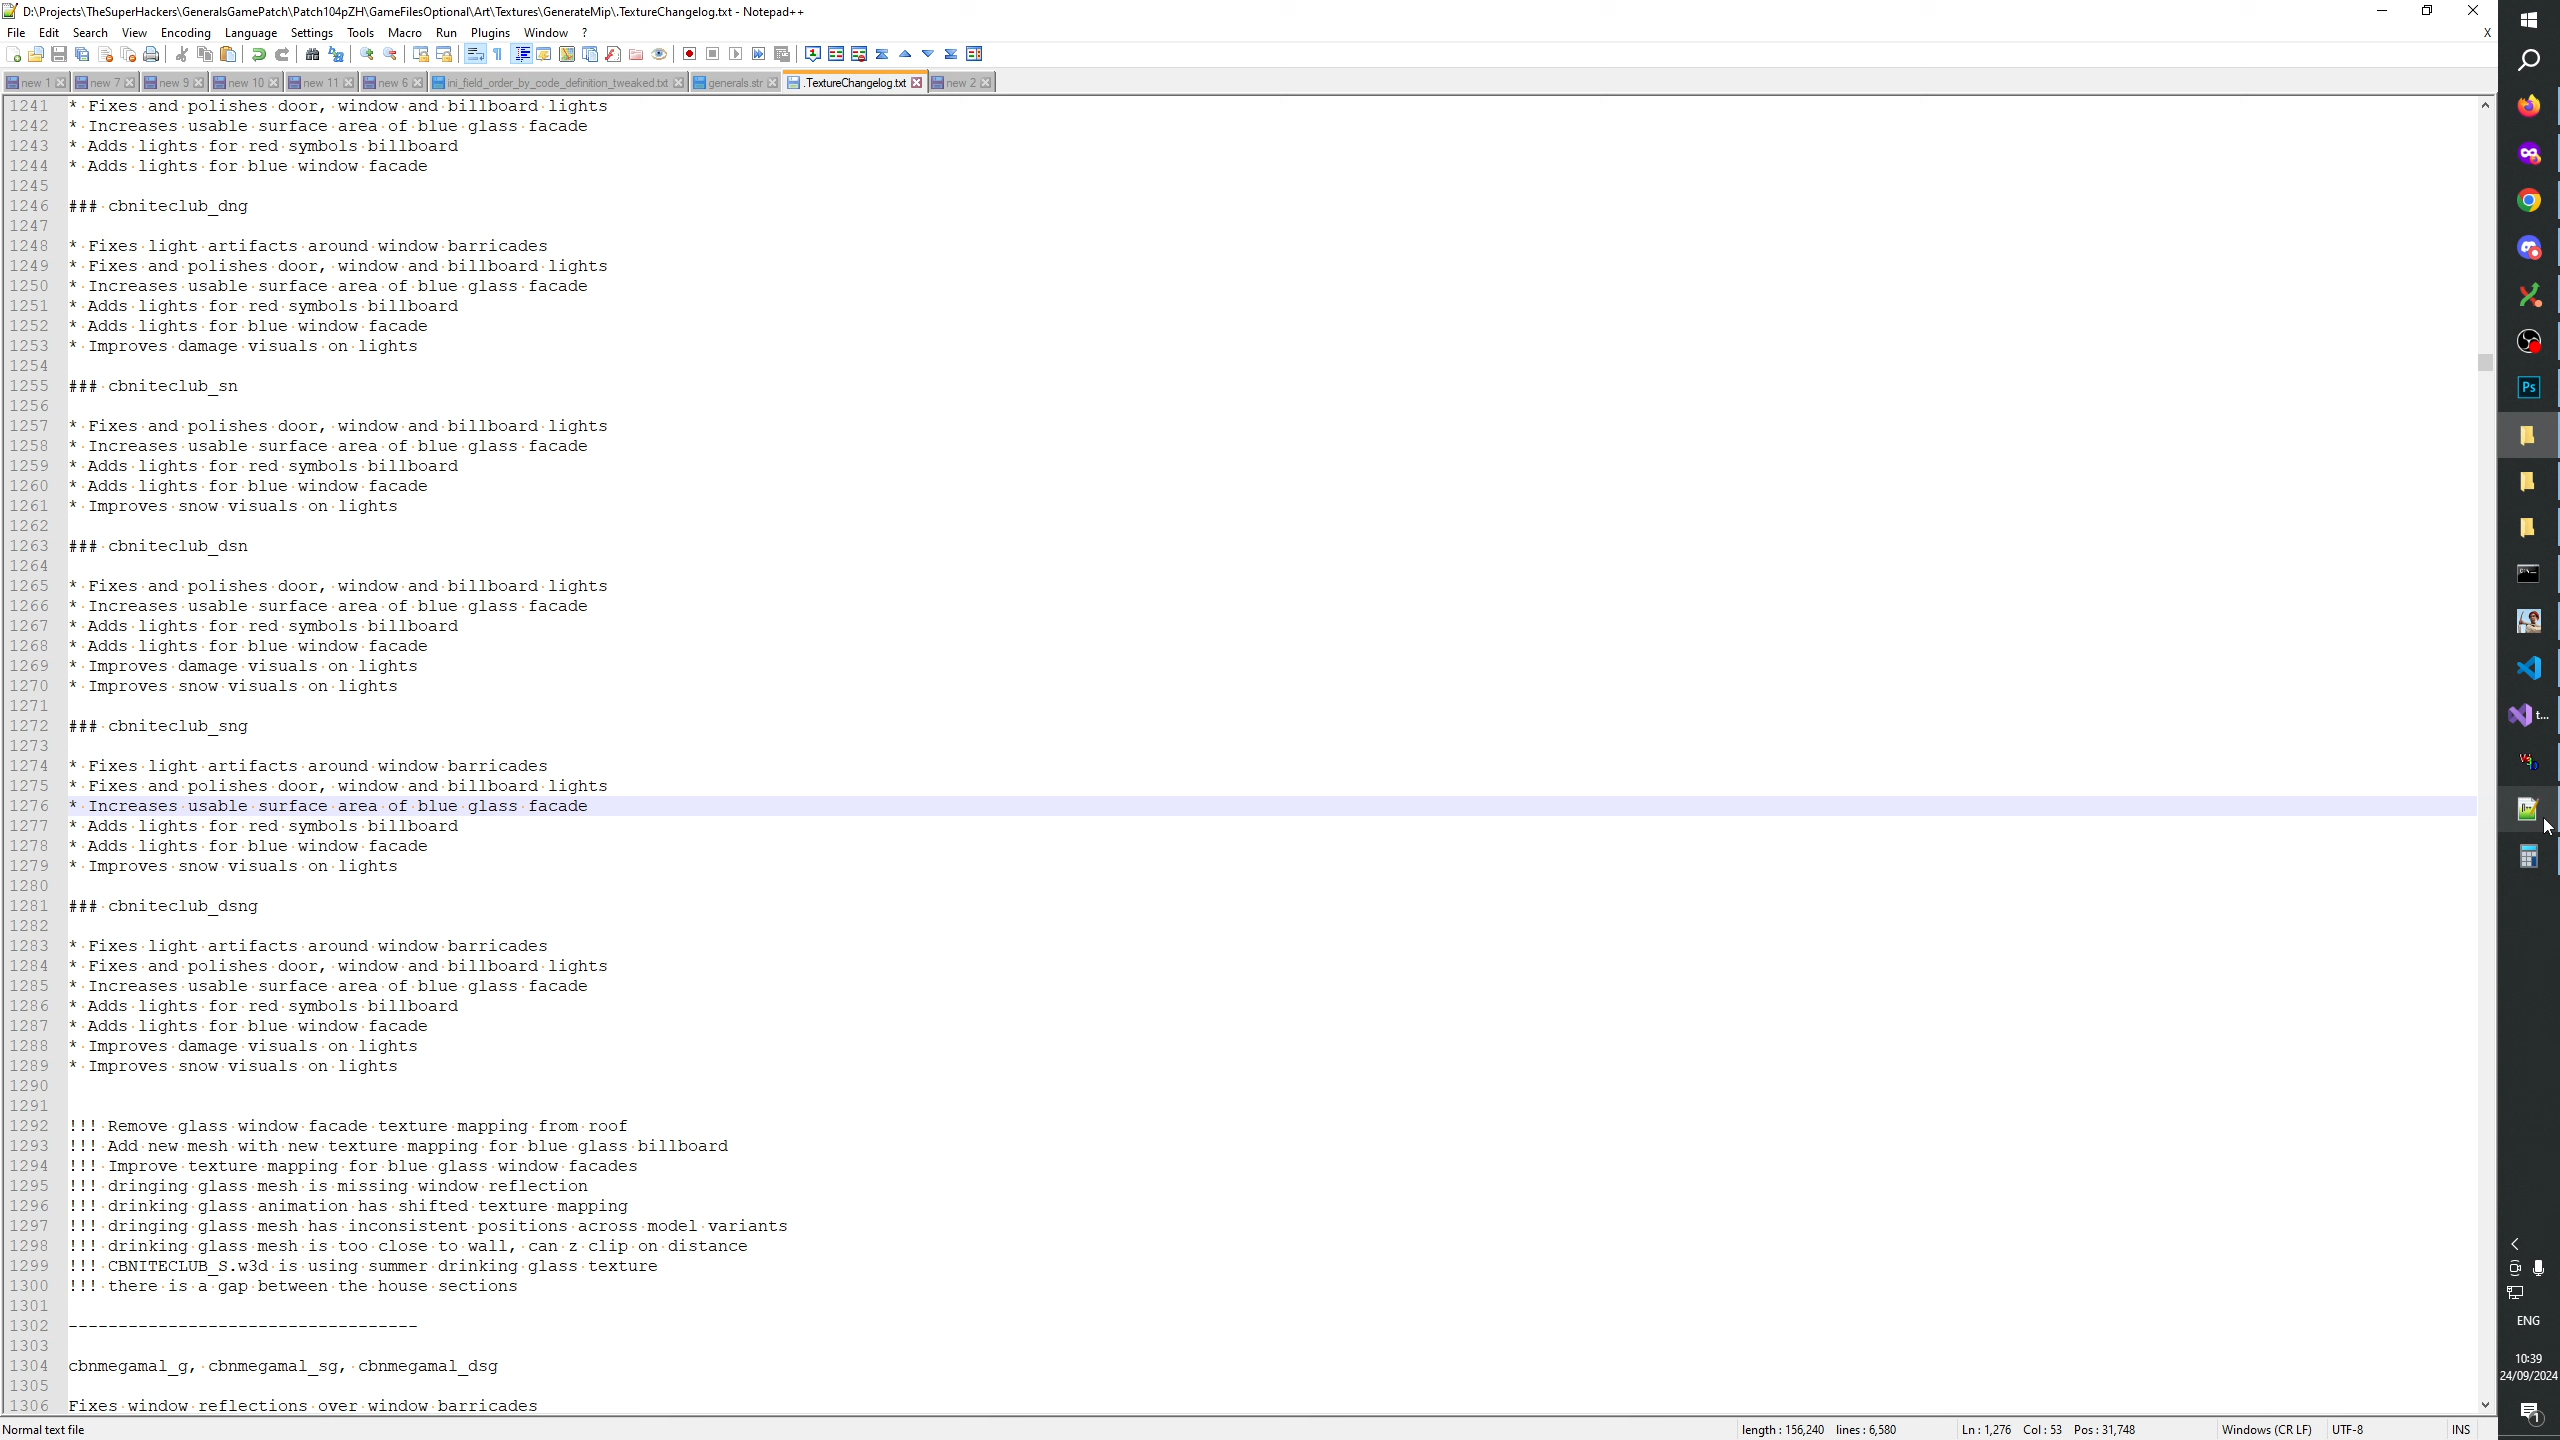 D:\Projects\TheSuperHackers\GeneralsGamePatch\Patch104pZH\GameFilesOptional\Art\Textures\GenerateMip\.TextureChangelog.txt - Notepad++
File Edit Search View Encoding Language Settings Tools Macro Run Plugins Window ? X
new 1 new 7 new 9 new 10 new 11 new 6 ini_field_order_by_code_definition_tweaked.txt generals.str .TextureChangelog.txt new 2
1241 * Fixes and polishes door, window and billboard lights
1242 * Increases usable surface area of blue glass facade
1243 * Adds lights for red symbols billboard
1244 * Adds lights for blue window facade
1245
1246 ### cbniteclub_dng
1247
1248 * Fixes light artifacts around window barricades
1249 * Fixes and polishes door, window and billboard lights
1250 * Increases usable surface area of blue glass facade
1251 * Adds lights for red symbols billboard
1252 * Adds lights for blue window facade
1253 * Improves damage visuals on lights
1254
1255 ### cbniteclub_sn
1256
1257 * Fixes and polishes door, window and billboard lights
1258 * Increases usable surface area of blue glass facade
1259 * Adds lights for red symbols billboard
1260 * Adds lights for blue window facade
1261 * Improves snow visuals on lights
1262
1263 ### cbniteclub_dsn
1264
1265 * Fixes and polishes door, window and billboard lights
1266 * Increases usable surface area of blue glass facade
1267 * Adds lights for red symbols billboard
1268 * Adds lights for blue window facade
1269 * Improves damage visuals on lights
1270 * Improves snow visuals on lights
1271
1272 ### cbniteclub_sng
1273
1274 * Fixes light artifacts around window barricades
1275 * Fixes and polishes door, window and billboard lights
1276 * Increases usable surface area of blue glass facade
1277 * Adds lights for red symbols billboard
1278 * Adds lights for blue window facade
1279 * Improves snow visuals on lights
1280
1281 ### cbniteclub_dsng
1282
1283 * Fixes light artifacts around window barricades
1284 * Fixes and polishes door, window and billboard lights
1285 * Increases usable surface area of blue glass facade
1286 * Adds lights for red symbols billboard
1287 * Adds lights for blue window facade
1288 * Improves damage visuals on lights
1289 * Improves snow visuals on lights
1290
1291
1292 !!! Remove glass window facade texture mapping from roof
1293 !!! Add new mesh with new texture mapping for blue glass billboard
1294 !!! Improve texture mapping for blue glass window facades
1295 !!! dringing glass mesh is missing window reflection
1296 !!! drinking glass animation has shifted texture mapping
1297 !!! dringing glass mesh has inconsistent positions across model variants
1298 !!! drinking glass mesh is too close to wall, can z clip on distance
1299 !!! CBNITECLUB_S.w3d is using summer drinking glass texture
1300 !!! there is a gap between the house sections
1301
1302 -----------------------------------
1303
1304 cbnmegamal_g, cbnmegamal_sg, cbnmegamal_dsg
1305
1306 Fixes window reflections over window barricades
Normal text file length : 156,240 lines : 6,580 Ln : 1,276 Col : 53 Pos : 31,748 Windows (CR LF) UTF-8 INS
Ps
t...
ENG
10:39
24/09/2024
1